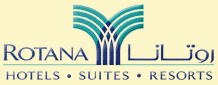 ROTANA روتانا
HOTELS • SUITES • RESORTS